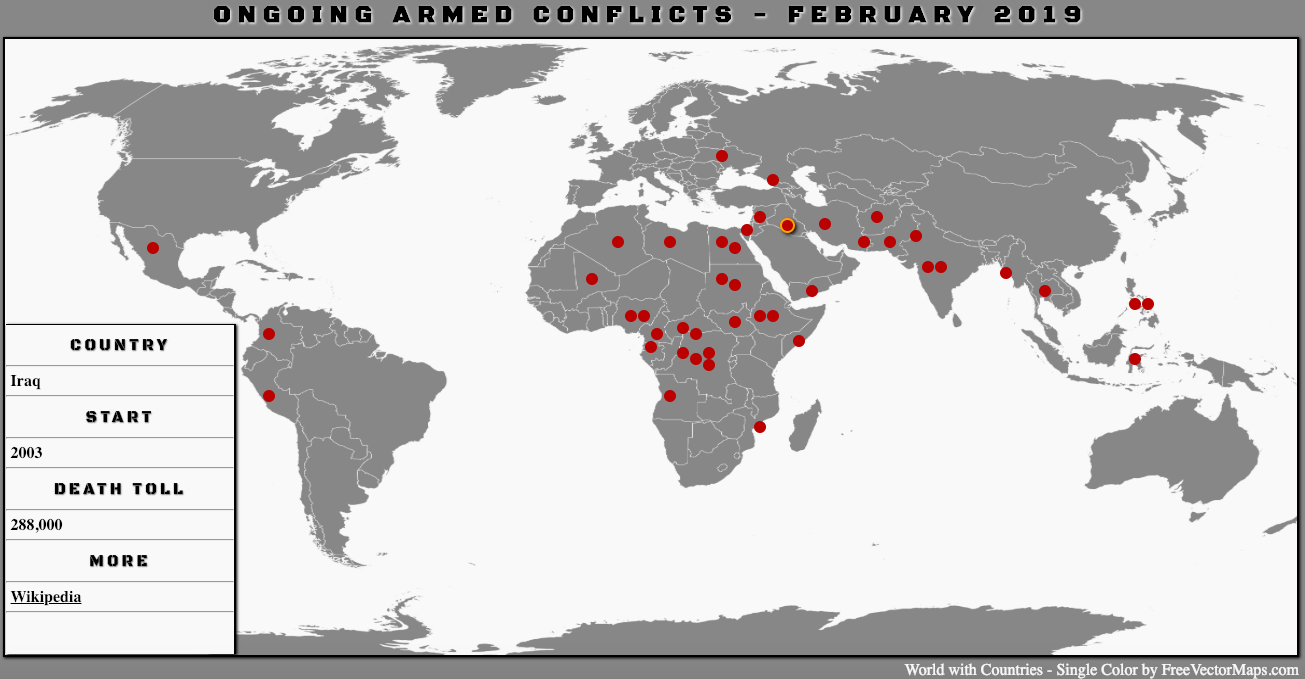 ONGOING ARMED CONFLICTS - FEBRUARY 2019
COUNTRY
Iraq
START
2003
DEATH TOLL
288,000
MORE
Wikipedia
World with Countries - Single Color by FreeVectorMaps.com